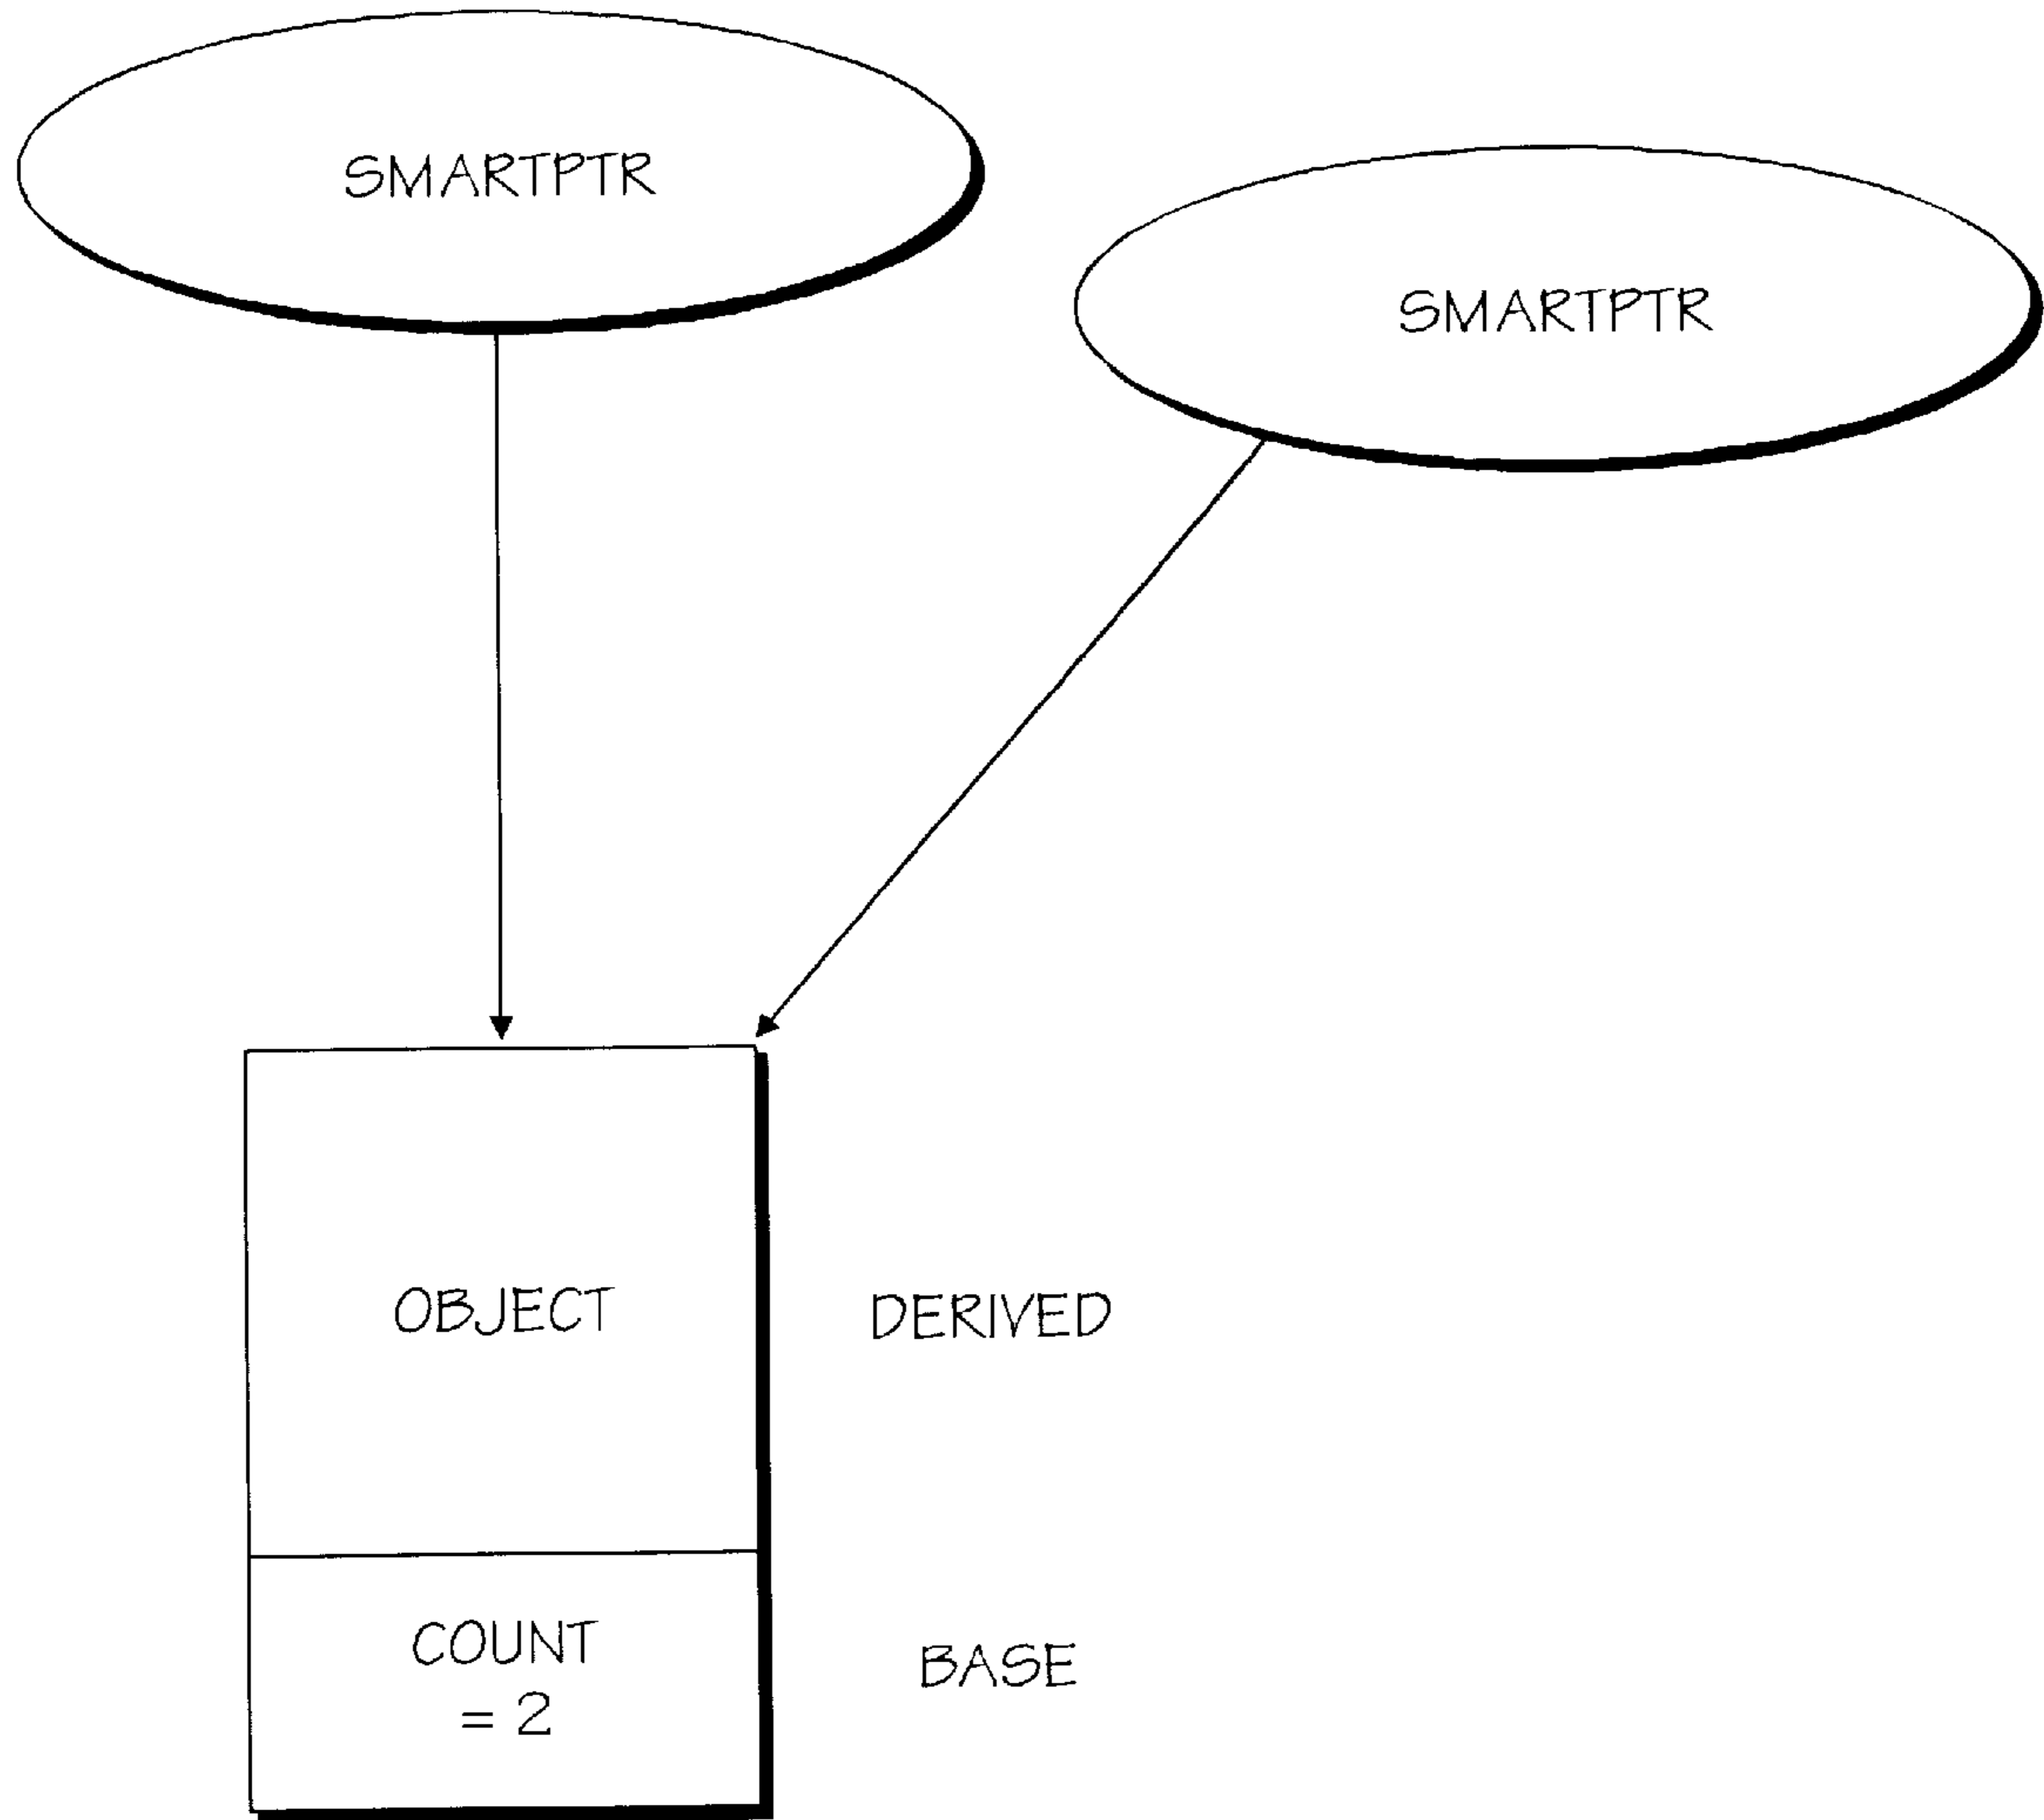 SMARTPTR
SMARTPTR
OBJECT
DERIVED
COUNT
= 2
BASE